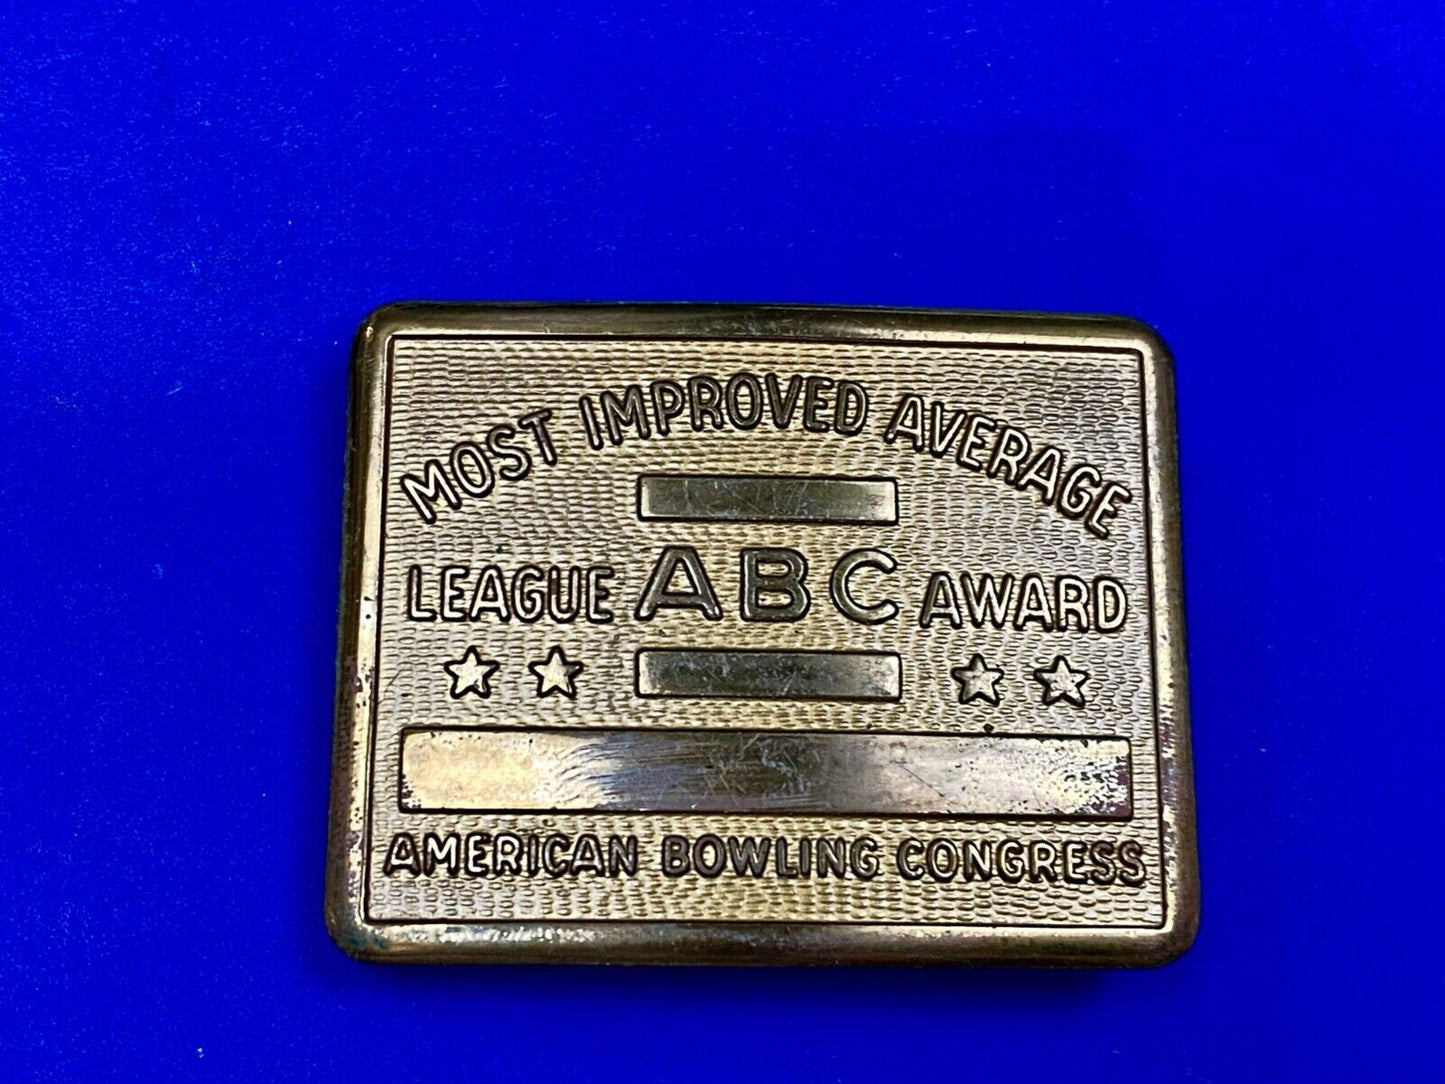 MOST IMPROVED AVERAGE
LEAGUE ABC AWARD
AMERICAN BOWLING CONGRESS